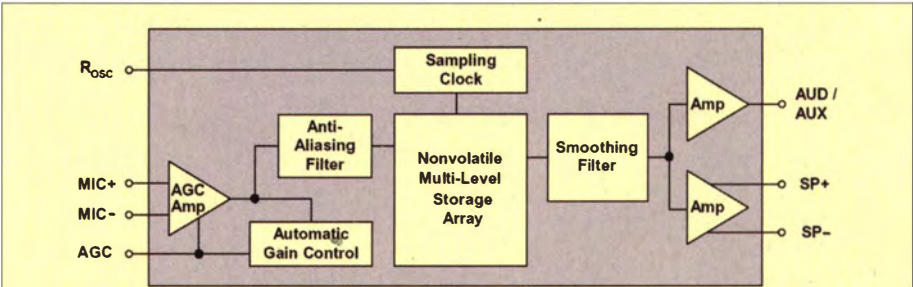 R_OSC
Sampling
Clock
Amp
AUD /
AUX
Anti-
Aliasing
Filter
Nonvolatile
Multi-Level
Storage
Array
Smoothing
Filter
MIC+
MIC–
AGC
Amp
SP+
Amp
SP–
AGC
Automatic
Gain Control